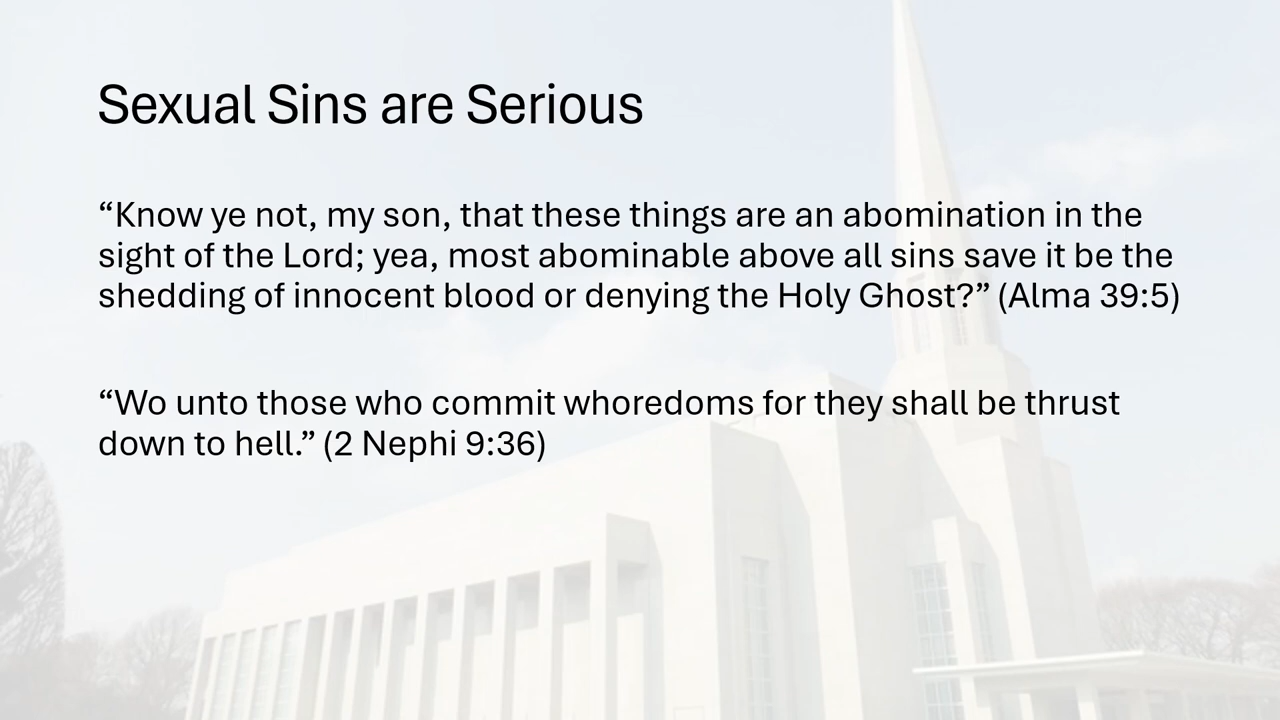 Sexual Sins are Serious
“Know ye not, my son, that these things are an abomination in the
sight of the Lord; yea, most abominable above all sins save it be the
shedding of innocent blood or denying the Holy Ghost?” (Alma 39:5)
“Wo unto those who commit whoredoms for they shall be thrust
down to hell.” (2 Nephi 9:36)